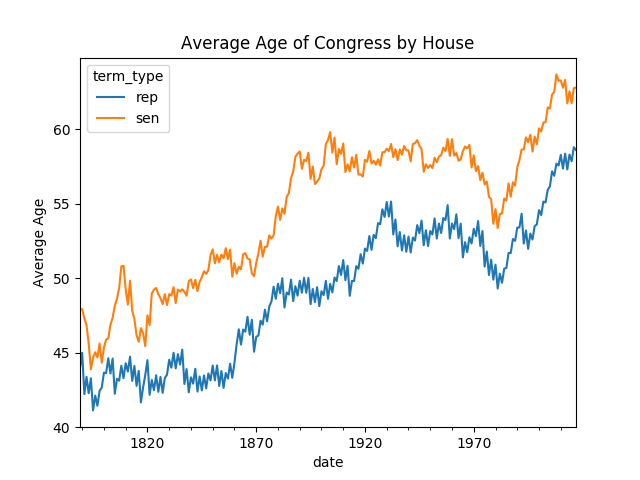 Average Age of Congress by House
term_type
rep
sen
60
55
50
45
40
Average Age
1820
1870
1920
1970
date